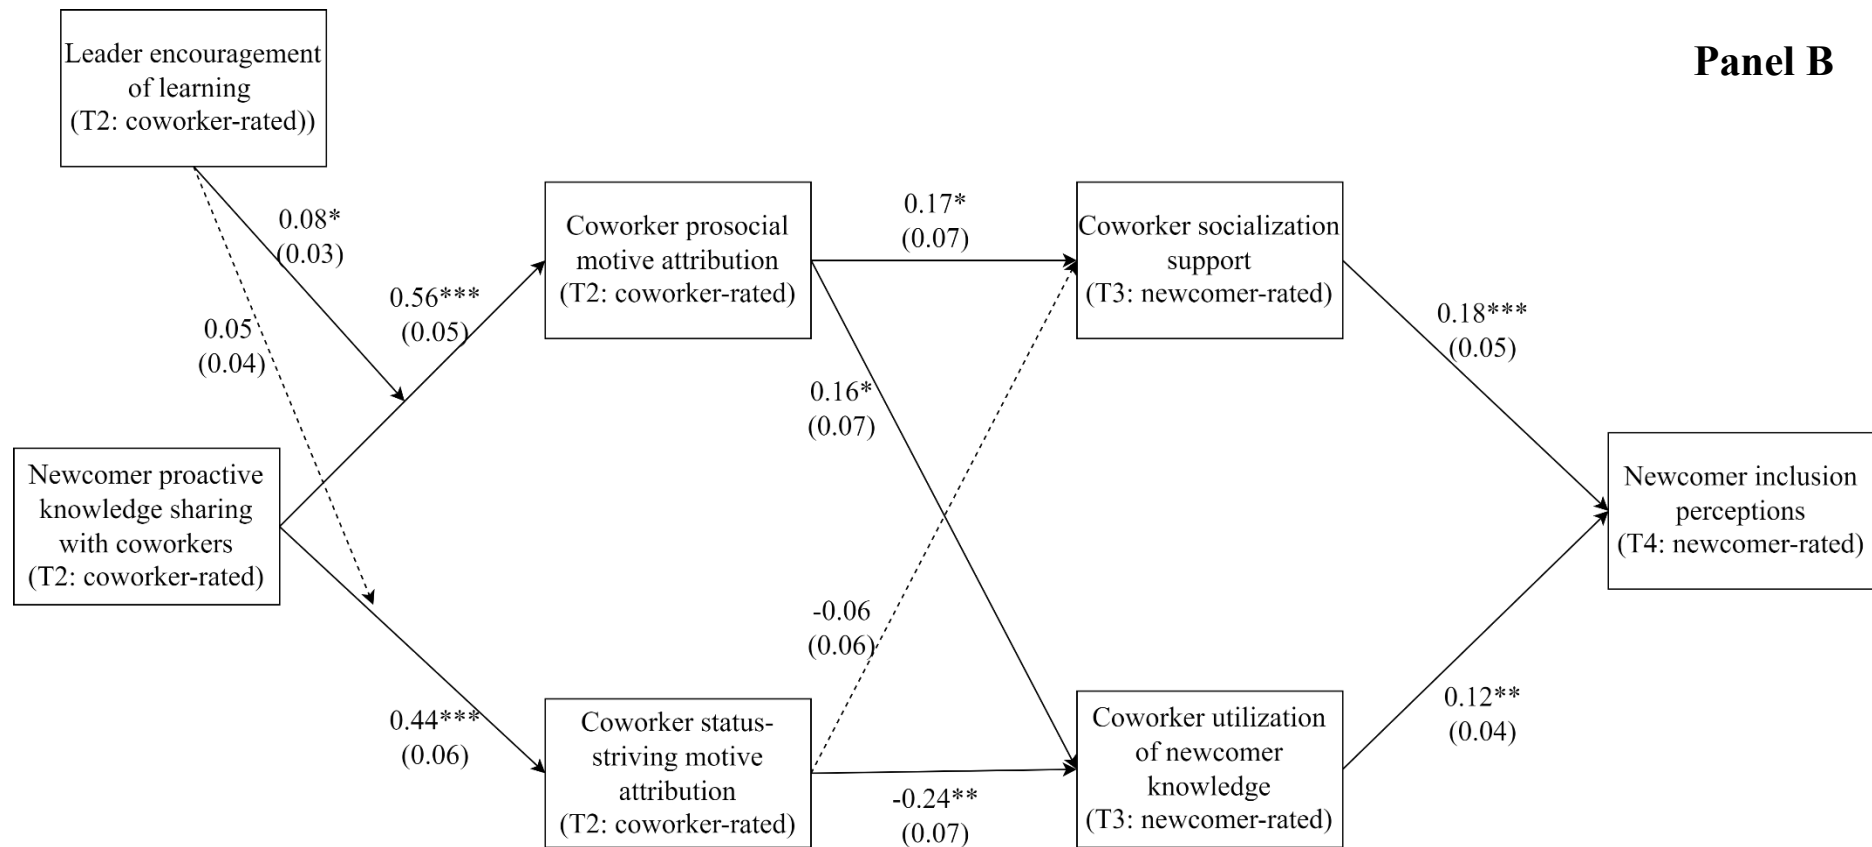 Panel B
Leader encouragement
of learning
(T2: coworker-rated))
0.08*
(0.03)
0.05
(0.04)
0.56***
(0.05)
Newcomer proactive
knowledge sharing
with coworkers
(T2: coworker-rated)
0.44***
(0.06)
Coworker prosocial
motive attribution
(T2: coworker-rated)
Coworker status-
striving motive
attribution
(T2: coworker-rated)
0.17*
(0.07)
0.16*
(0.07)
-0.06
(0.06)
-0.24**
(0.07)
Coworker socialization
support
(T3: newcomer-rated)
Coworker utilization
of newcomer
knowledge
(T3: newcomer-rated)
0.18***
(0.05)
0.12**
(0.04)
Newcomer inclusion
perceptions
(T4: newcomer-rated)